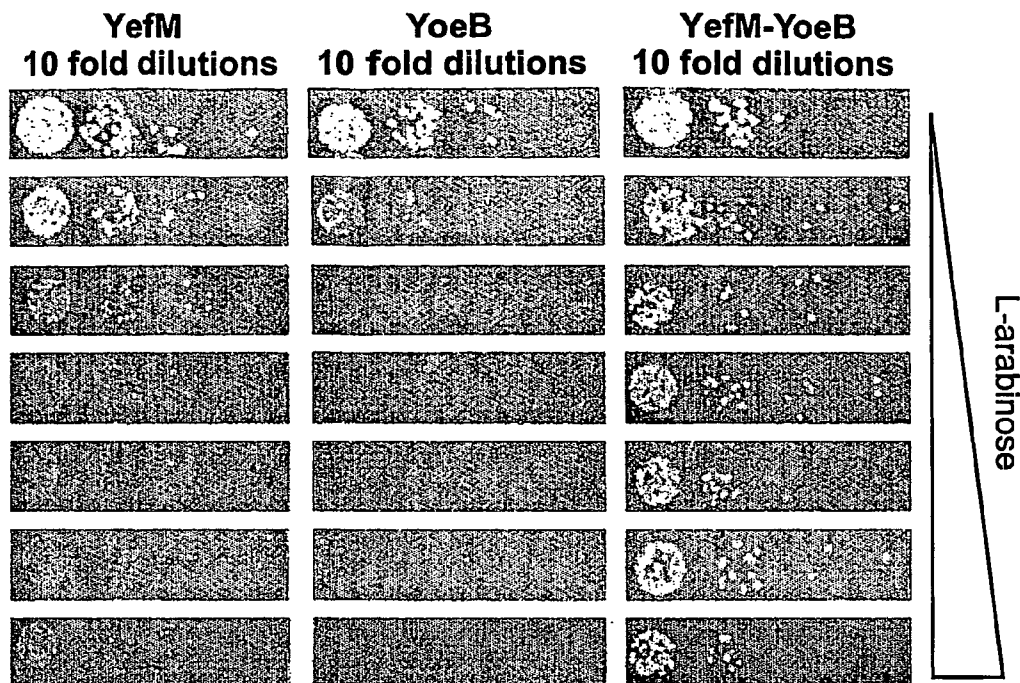 YefM
10 fold dilutions
YoeB
10 fold dilutions
YefM-YoeB
10 fold dilutions
L-arabinose